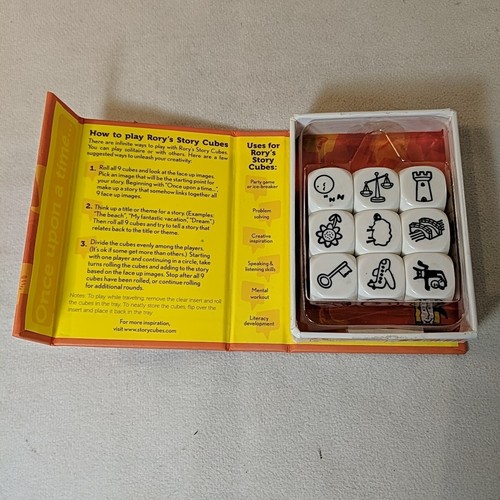 How to play Rory's Story Cubes
There are infinite ways to play with Rory's Story Cubes.
You can play solitaire or with others. Here are a few
suggested ways to unleash your creativity:
1. Roll all 9 cubes and look at the face up images.
Pick an image that will be the starting point for
your story. Beginning with "Once upon a time...",
make up a story that somehow links together all
9 face up images.
2. Think up a title or theme for a story. (Examples:
"The beach", "My fantastic vacation", "Dream".)
Then roll all 9 cubes and try to tell a story that
relates back to the title or theme.
3. Divide the cubes evenly among the players.
(It's ok if some get more than others.) Starting
with one player and continuing in a circle, take
turns rolling the cubes and adding to the story
based on the face up images. Stop after all 9
cubes have been rolled, or continue rolling
for additional rounds.
Notes: To play while traveling, remove the clear insert and roll
the cubes in the tray. To neatly store the cubes, flip over the
insert and place it back in the tray.
For more inspiration,
visit www.storycubes.com
Uses for
Rory's
Story
Cubes:
Party game
or ice-breaker
Problem
solving
Creative
inspiration
Speaking &
listening skills
Mental
workout
Literacy
development